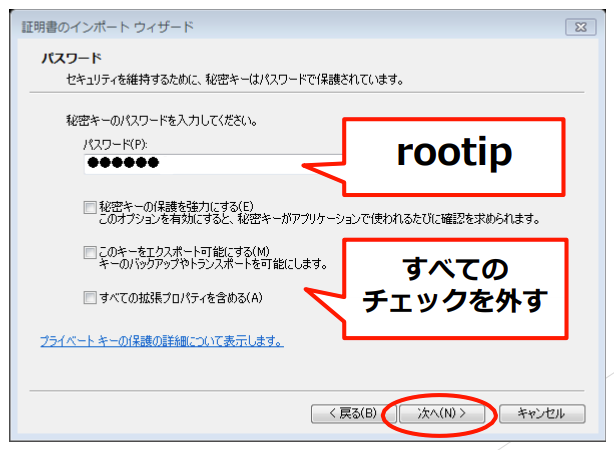 証明書のインポート ウィザード
パスワード
セキュリティを維持するために、秘密キーはパスワードで保護されています。
秘密キーのパスワードを入力してください。
パスワード(P):
●●●●●●
rootip
秘密キーの保護を強力にする(E)
このオプションを有効にすると、秘密キーがアプリケーションで使われるたびに確認を求められます。
このキーをエクスポート可能にする(M)
キーのバックアップやトランスポートを可能にします。
すべての拡張プロパティを含める(A)
すべての
チェックを外す
プライベート キーの保護の詳細について表示します。
< 戻る(B)
次へ(N) >
キャンセル